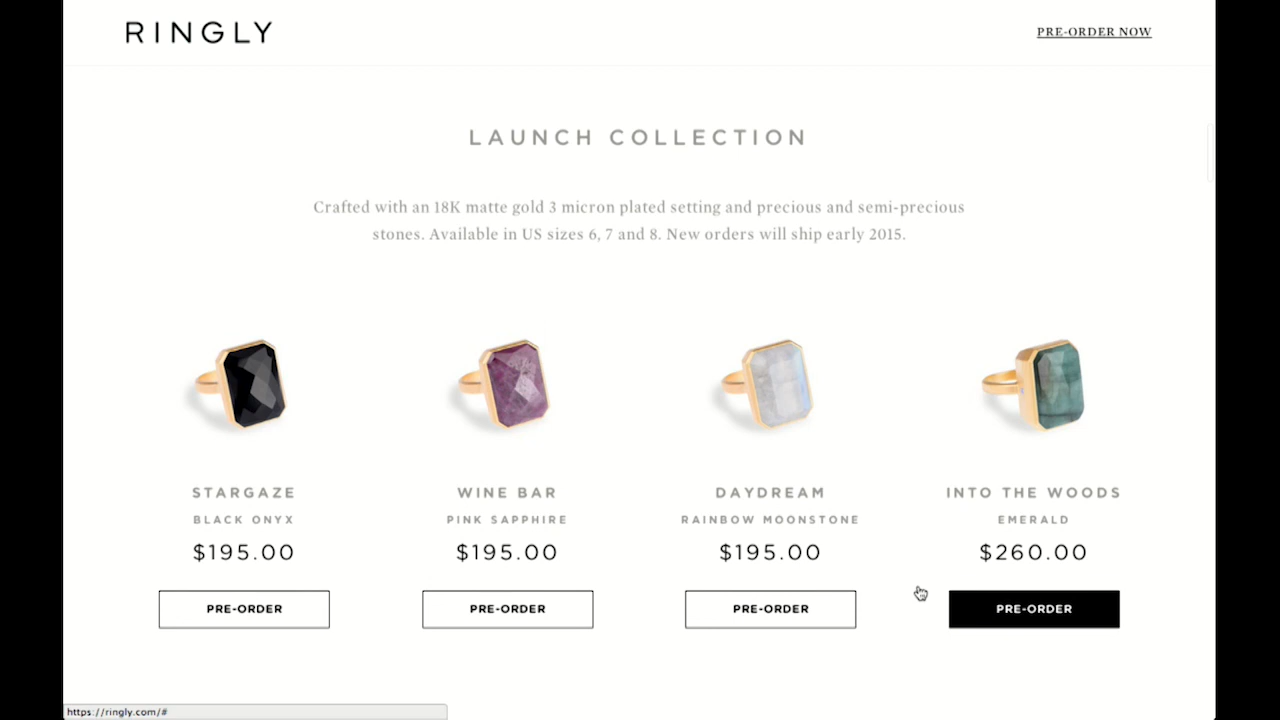 RINGLY
PRE-ORDER NOW
LAUNCH COLLECTION
Crafted with an 18K matte gold 3 micron plated setting and precious and semi-precious
stones. Available in US sizes 6, 7 and 8. New orders will ship early 2015.
STARGAZE
BLACK ONYX
$195.00
PRE-ORDER
WINE BAR
PINK SAPPHIRE
$195.00
PRE-ORDER
DAYDREAM
RAINBOW MOONSTONE
$195.00
PRE-ORDER
INTO THE WOODS
EMERALD
$260.00
PRE-ORDER
https://ringly.com/#